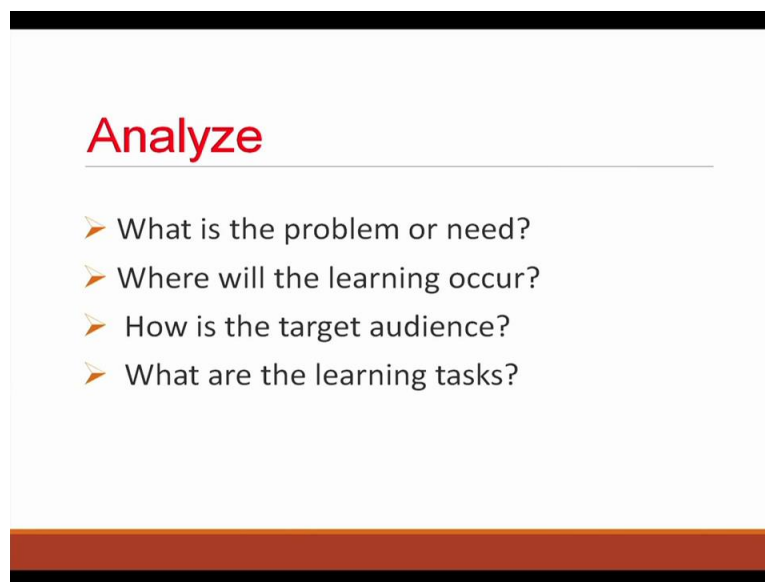 Analyze
What is the problem or need?
Where will the learning occur?
How is the target audience?
What are the learning tasks?